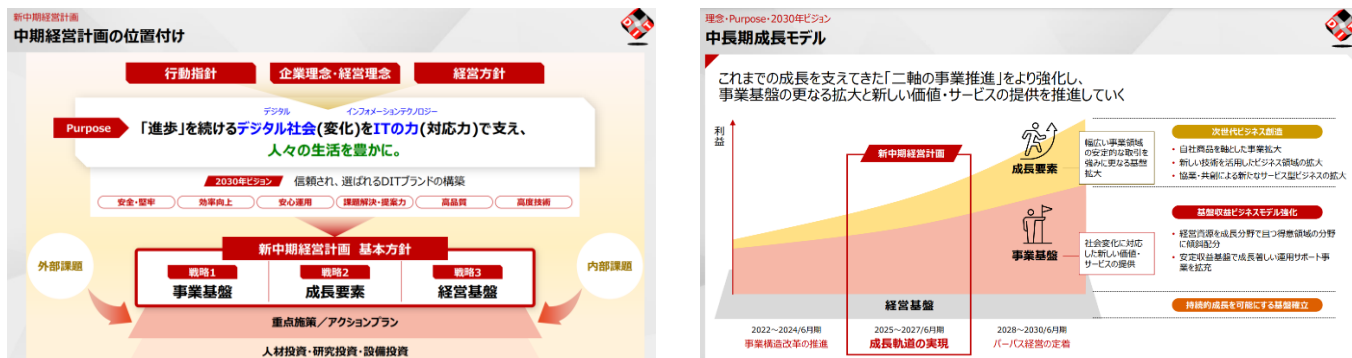 新中期経営計画
中期経営計画の位置付け
DIT
行動指針
企業理念・経営理念
経営方針
デジタル
インフォメーションテクノロジー
Purpose
「進歩」を続けるデジタル社会(変化)をITの力(対応力)で支え、
人々の生活を豊かに。
2030年ビジョン
信頼され、選ばれるDITブランドの構築
安全・堅牢
効率向上
安心運用
課題解決・提案力
高品質
高度技術
外部課題
内部課題
新中期経営計画 基本方針
戦略1
事業基盤
戦略2
成長要素
戦略3
経営基盤
重点施策/アクションプラン
人材投資・研究投資・設備投資
理念・Purpose・2030年ビジョン
中長期成長モデル
DIT
これまでの成長を支えてきた「二軸の事業推進」をより強化し、
事業基盤の更なる拡大と新しい価値・サービスの提供を推進していく
利益
新中期経営計画
成長要素
幅広い事業領域
の安定的な取引を
強みに更なる基盤
拡大
次世代ビジネス創造
・自社商品を軸とした事業拡大
・新しい技術を活用したビジネス領域の拡大
・協業・共創による新たなサービス型ビジネスの拡大
事業基盤
社会変化に対応
した新しい価値・
サービスの提供
基盤収益ビジネスモデル強化
・経営資源を成長分野で且つ得意領域の分野
に傾斜配分
・安定収益基盤で成長著しい運用サポート事
業を拡充
経営基盤
持続的成長を可能にする基盤確立
2022～2024/6月期
事業構造改革の推進
2025～2027/6月期
成長軌道の実現
2028～2030/6月期
パーパス経営の定着